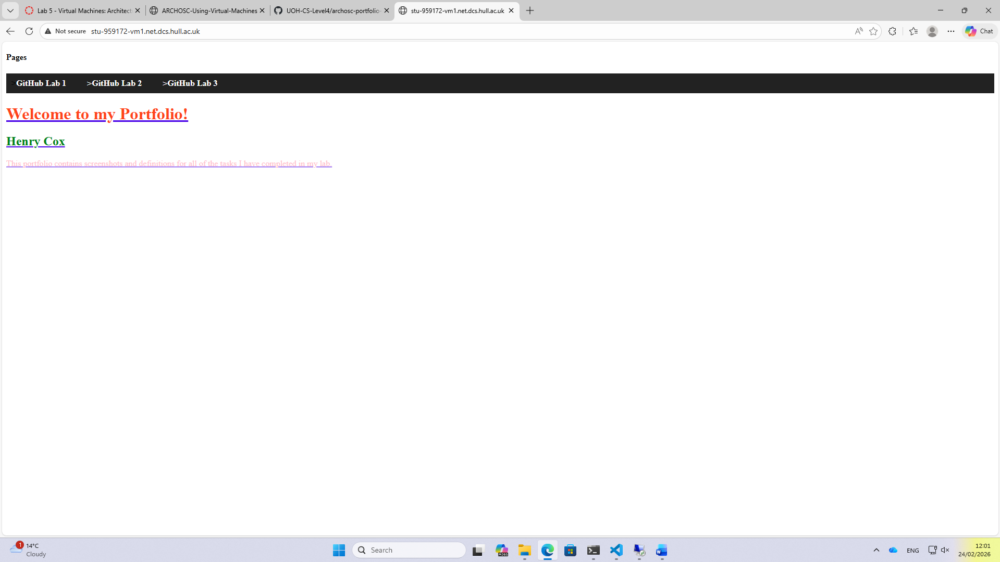 Lab 5 - Virtual Machines: Architect
ARCHOSC-Using-Virtual-Machines
UOH-CS-Level4/archosc-portfolio-
stu-959172-vm1.net.dcs.hull.ac.uk
Not secure
stu-959172-vm1.net.dcs.hull.ac.uk
Chat
Pages
>GitHub Lab 1 >GitHub Lab 2 >GitHub Lab 3
Welcome to my Portfolio!
Henry Cox
This portfolio contains screenshots and definitions for all of the tasks I have completed in my lab.
1
14°C
Cloudy
Search
M365
ENG
12:01
24/02/2026